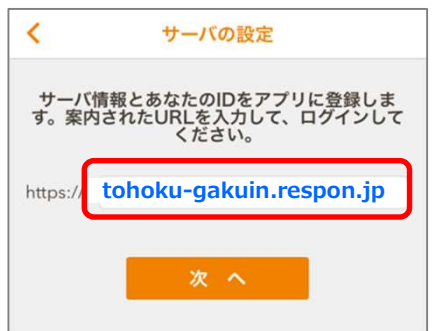 サーバの設定
サーバ情報とあなたのIDをアプリに登録しま
す。案内されたURLを入力して、ログインして
ください。
https:// tohoku-gakuin.respon.jp
次 へ